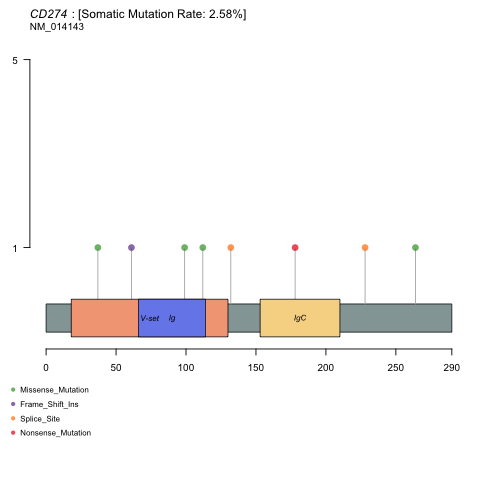 CD274 : [Somatic Mutation Rate: 2.58%]
NM_014143
5
1
V-set Ig IgC
0 50 100 150 200 250 290
Missense_Mutation
Frame_Shift_Ins
Splice_Site
Nonsense_Mutation